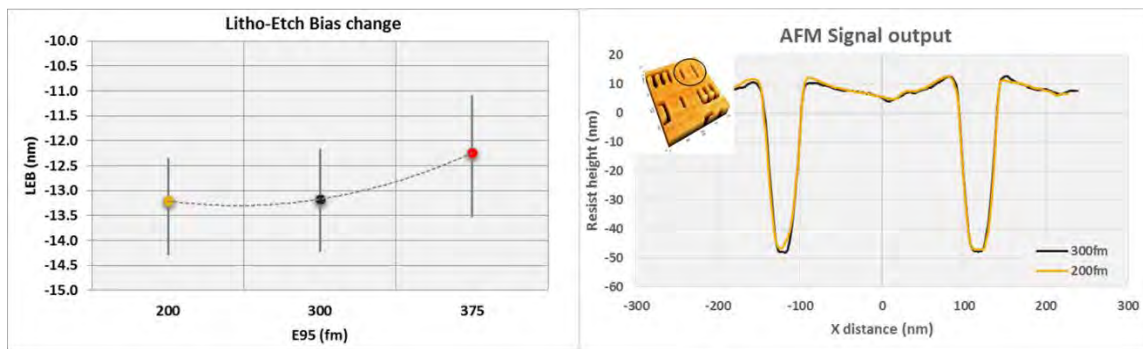 Litho-Etch Bias change
-10.0
-10.5
-11.0
-11.5
-12.0
-12.5
-13.0
-13.5
-14.0
-14.5
-15.0
LEB (nm)
200 300 375
E95 (fm)
AFM Signal output
20
10
0
-10
-20
-30
-40
-50
-60
Resist height (nm)
300fm
200fm
-300 -200 -100 0 100 200 300
X distance (nm)